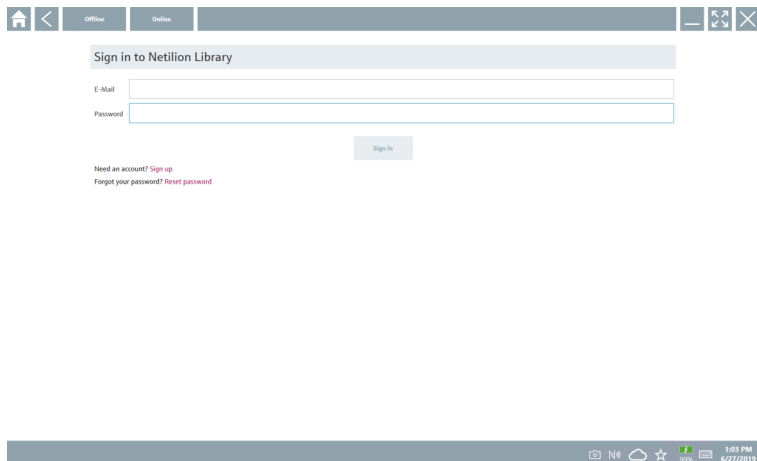 Offline Online
Sign in to Netilion Library
E-Mail
Password
Sign in
Need an account? Sign up
Forgot your password? Reset password
1:03 PM
99% 6/27/2019